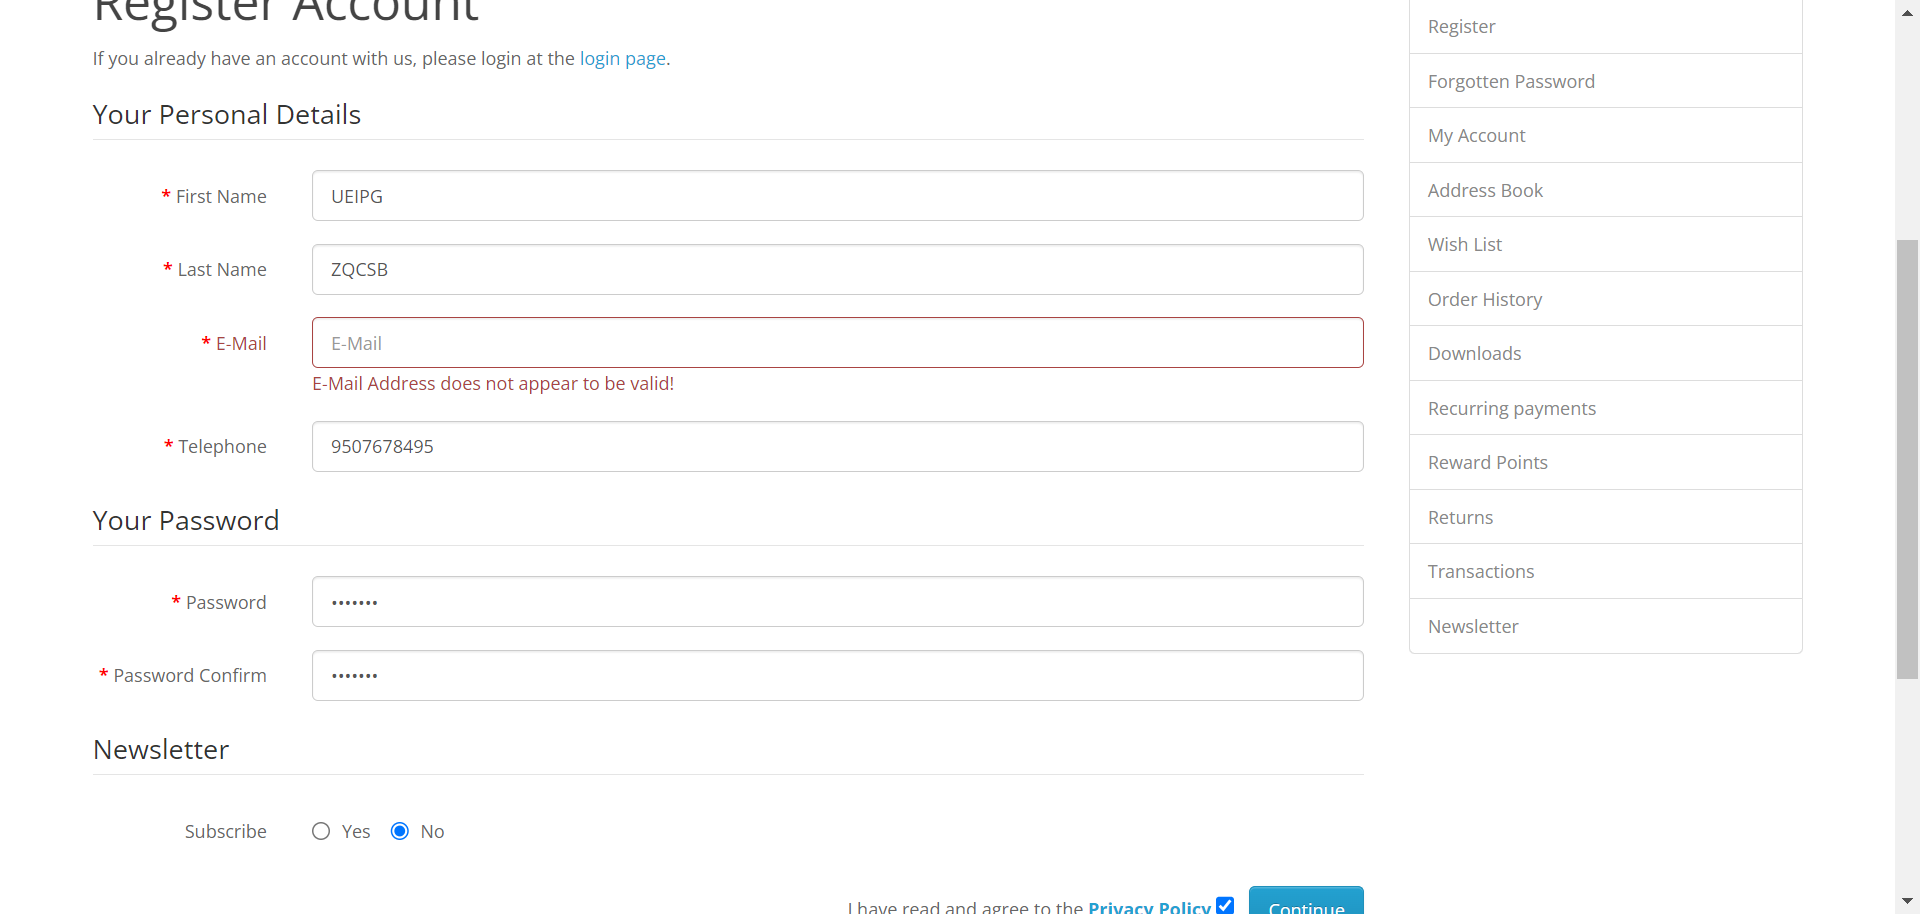 Register Account
If you already have an account with us, please login at the login page.
Your Personal Details
* First Name
UEIPG
* Last Name
ZQCSB
* E-Mail
E-Mail
E-Mail Address does not appear to be valid!
* Telephone
9507678495
Your Password
* Password
•••••••
* Password Confirm
•••••••
Newsletter
Subscribe
Yes No
I have read and agree to the Privacy Policy
Continue
Register
Forgotten Password
My Account
Address Book
Wish List
Order History
Downloads
Recurring payments
Reward Points
Returns
Transactions
Newsletter